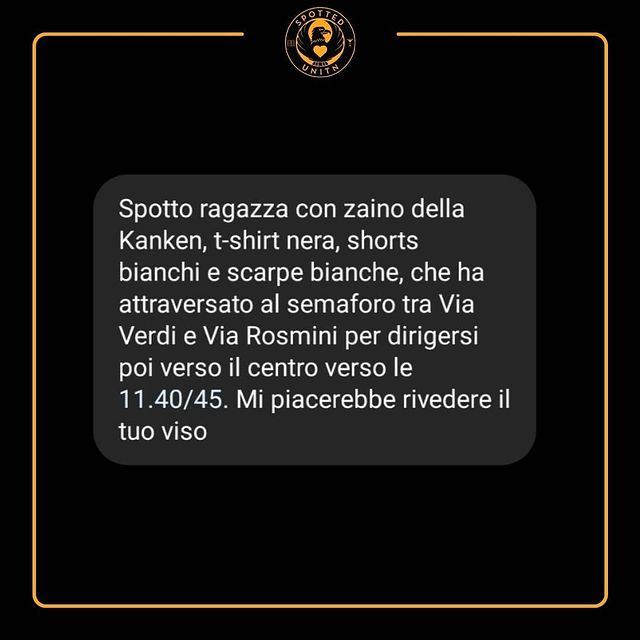 SPOTTED
UNITN
Spotto ragazza con zaino della
Kanken, t-shirt nera, shorts
bianchi e scarpe bianche, che ha
attraversato al semaforo tra Via
Verdi e Via Rosmini per dirigersi
poi verso il centro verso le
11.40/45. Mi piacerebbe rivedere il
tuo viso